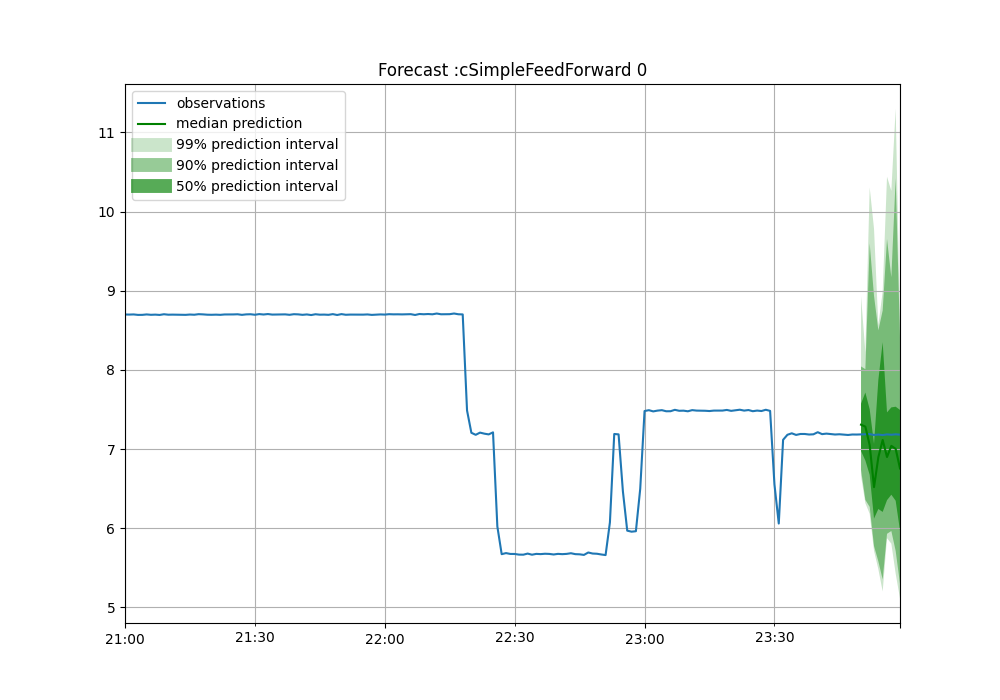 Forecast :cSimpleFeedForward 0
observations
median prediction
99% prediction interval
90% prediction interval
50% prediction interval
11
10
9
8
7
6
5
21:00 21:30 22:00 22:30 23:00 23:30